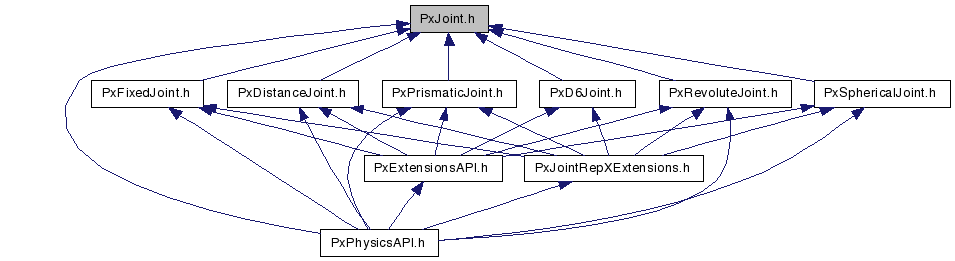 PxJoint.h
PxFixedJoint.h
PxDistanceJoint.h
PxPrismaticJoint.h
PxD6Joint.h
PxRevoluteJoint.h
PxSphericalJoint.h
PxExtensionsAPI.h
PxJointRepXExtensions.h
PxPhysicsAPI.h